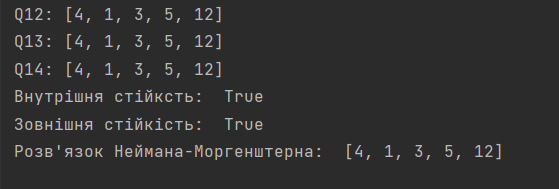 Q12: [4, 1, 3, 5, 12]
Q13: [4, 1, 3, 5, 12]
Q14: [4, 1, 3, 5, 12]
Внутрішня стійксть:  True
Зовнішня стійкість:  True
Розв'язок Неймана-Моргенштерна:  [4, 1, 3, 5, 12]